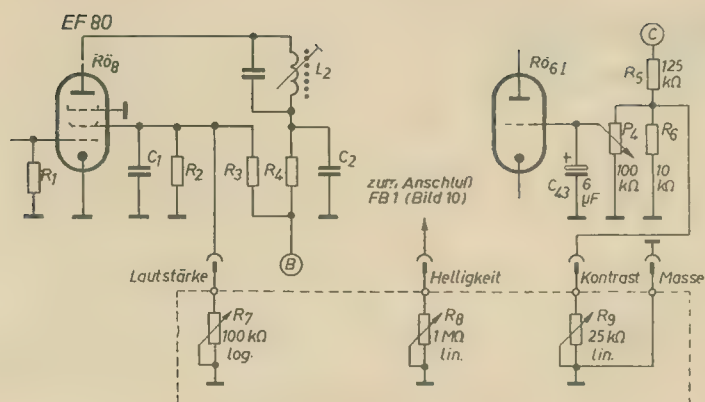 EF 80
Rö8
L2
R1
C1
R2
R3
R4
C2
B
Rö6 I
C
R5
125
kΩ
P4
100
kΩ
R6
10
kΩ
C43
6
µF
zum Anschluß
FB 1 (Bild 10)
Lautstärke
Helligkeit
Kontrast
Masse
R7
100 kΩ
log.
R8
1 MΩ
lin.
R9
25 kΩ
lin.